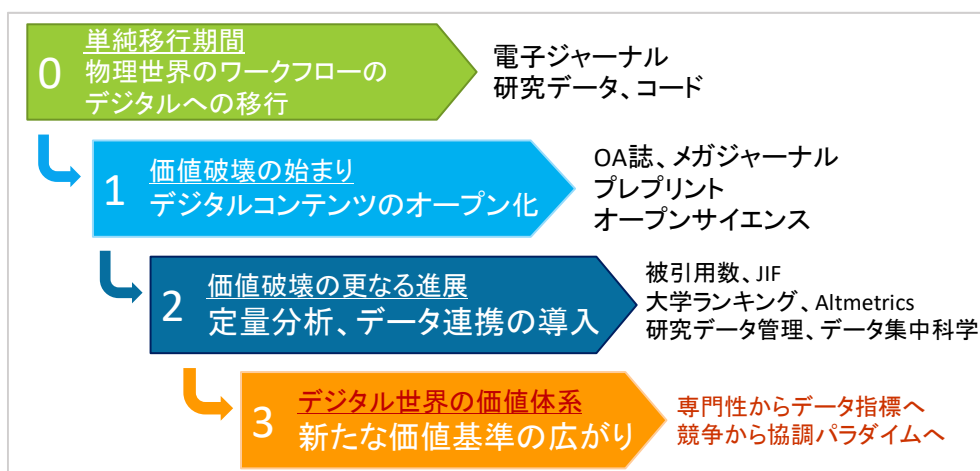 0
単純移行期間
物理世界のワークフローの
デジタルへの移行
電子ジャーナル
研究データ、コード
1
価値破壊の始まり
デジタルコンテンツのオープン化
OA誌、メガジャーナル
プレプリント
オープンサイエンス
2
価値破壊の更なる進展
定量分析、データ連携の導入
被引用数、JIF
大学ランキング、Altmetrics
研究データ管理、データ集中科学
3
デジタル世界の価値体系
新たな価値基準の広がり
専門性からデータ指標へ
競争から協調パラダイムへ